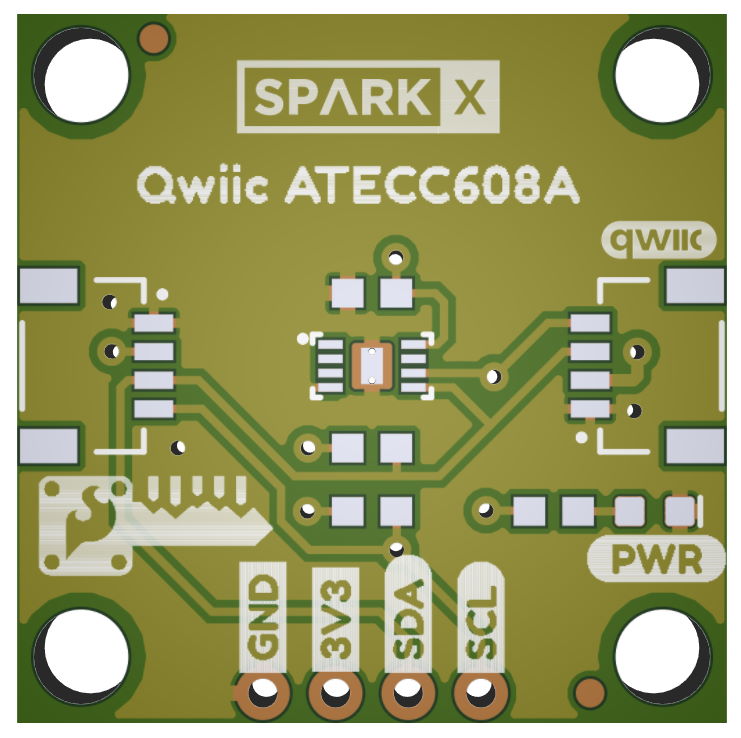 SPARK X
Qwiic ATECC608A
qwiic
PWR
GND
3V3
SDA
SCL